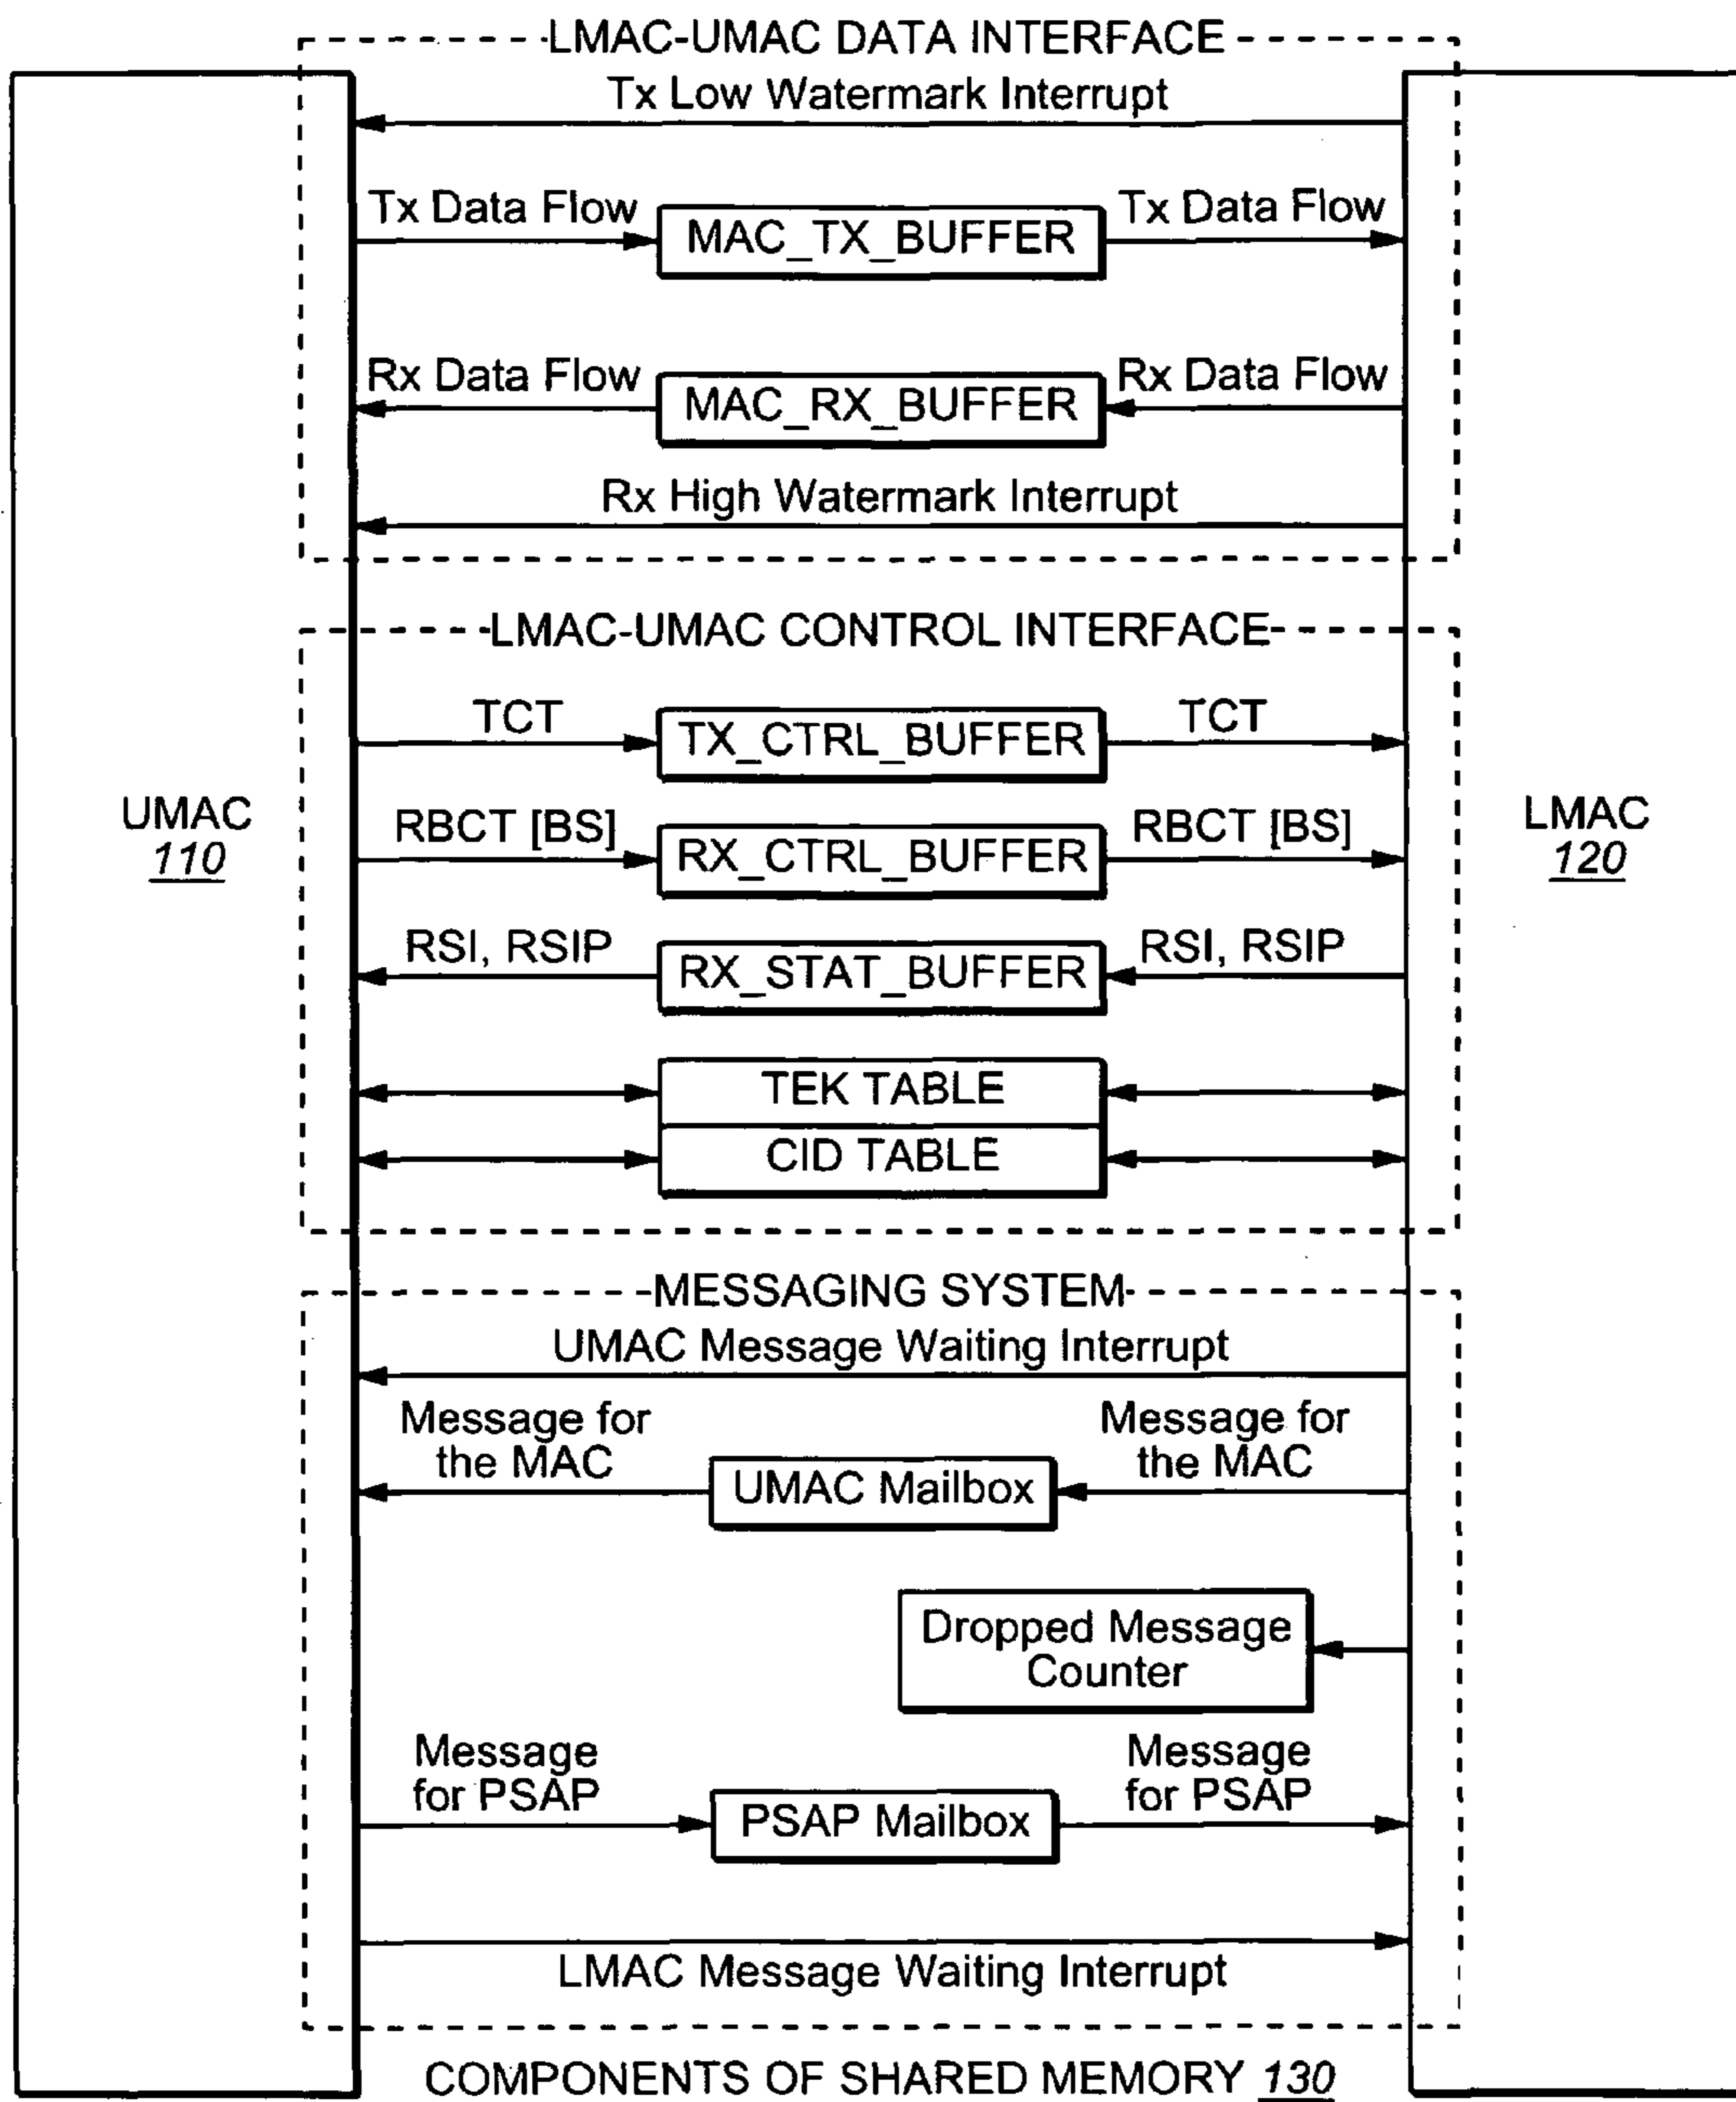 LMAC-UMAC DATA INTERFACE
Tx Low Watermark Interrupt
Tx Data Flow
MAC_TX_BUFFER
Tx Data Flow
Rx Data Flow
MAC_RX_BUFFER
Rx Data Flow
Rx High Watermark Interrupt
LMAC-UMAC CONTROL INTERFACE
TCT
TX_CTRL_BUFFER
TCT
UMAC
110
RBCT [BS]
RX_CTRL_BUFFER
RBCT [BS]
LMAC
120
RSI, RSIP
RX_STAT_BUFFER
RSI, RSIP
TEK TABLE
CID TABLE
MESSAGING SYSTEM
UMAC Message Waiting Interrupt
Message for
the MAC
UMAC Mailbox
Message for
the MAC
Dropped Message
Counter
Message
for PSAP
PSAP Mailbox
Message
for PSAP
LMAC Message Waiting Interrupt
COMPONENTS OF SHARED MEMORY 130